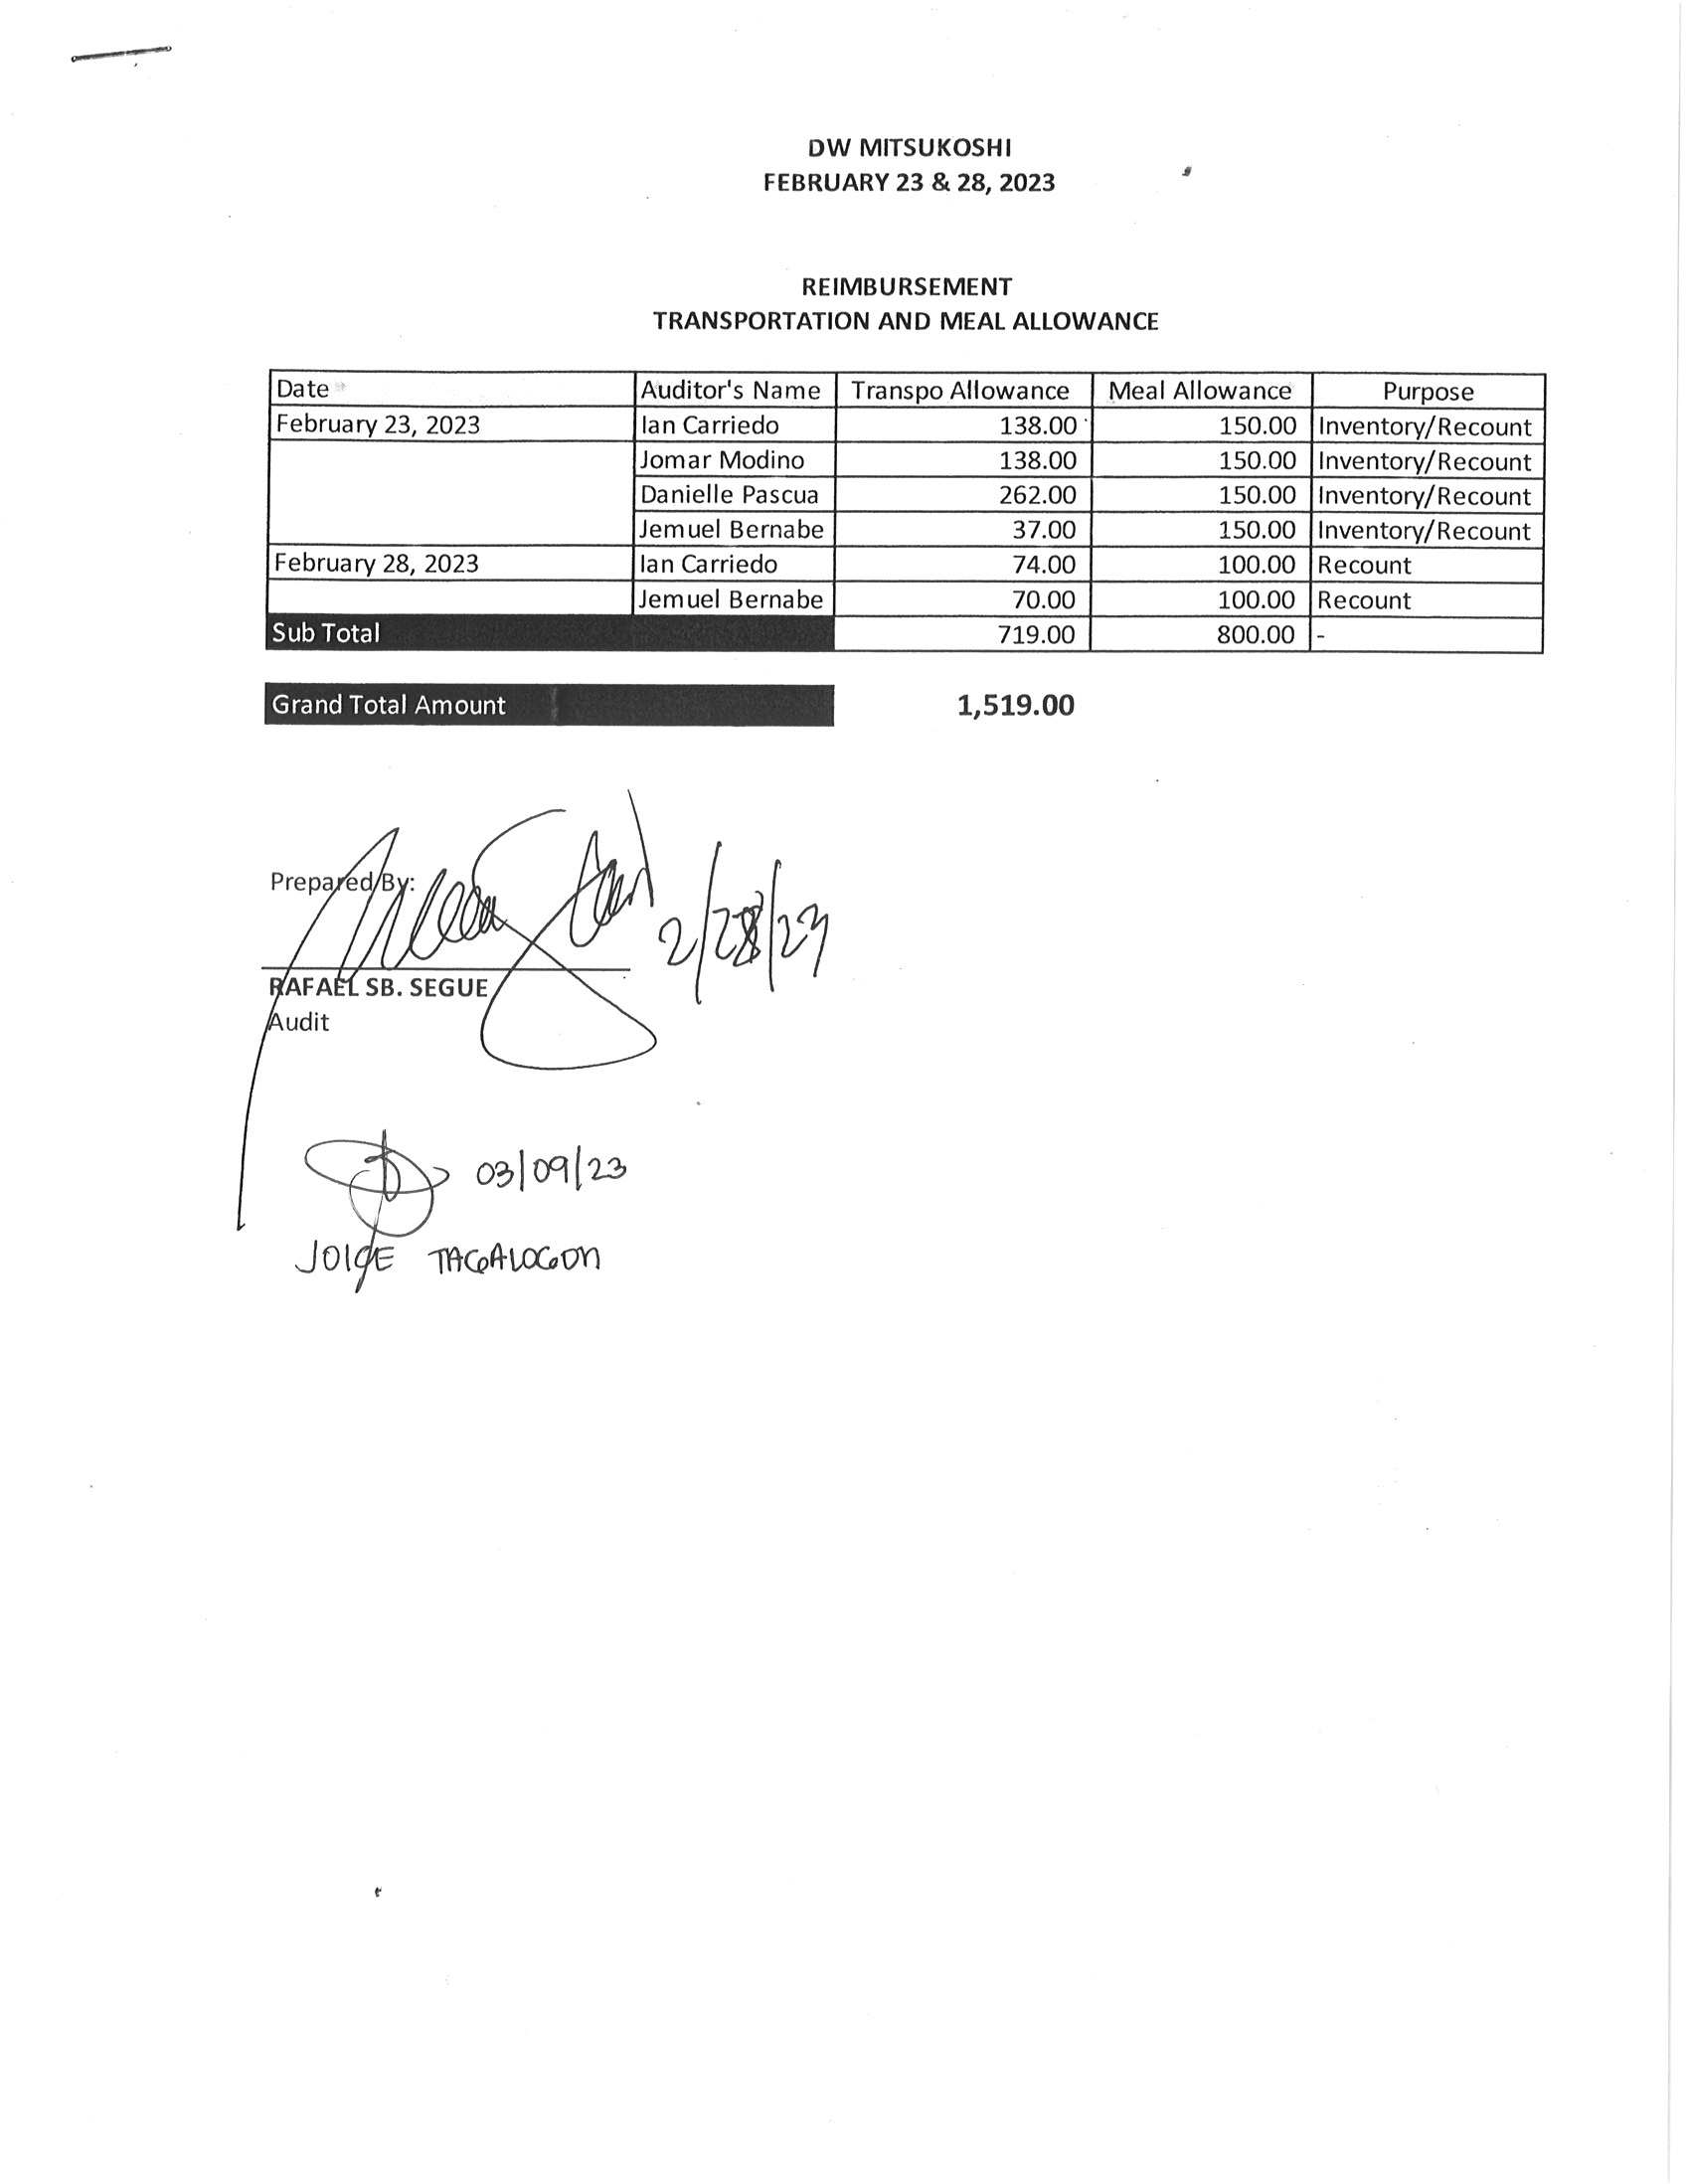 DW MITSUKOSHI
FEBRUARY 23 & 28, 2023
REIMBURSEMENT
TRANSPORTATION AND MEAL ALLOWANCE
Date Auditor's Name Transpo Allowance Meal Allowance Purpose
February 23, 2023 Ian Carriedo 138.00 150.00 Inventory/Recount
Jomar Modino 138.00 150.00 Inventory/Recount
Danielle Pascua 262.00 150.00 Inventory/Recount
Jemuel Bernabe 37.00 150.00 Inventory/Recount
February 28, 2023 Ian Carriedo 74.00 100.00 Recount
Jemuel Bernabe 70.00 100.00 Recount
Sub Total 719.00 800.00 -
Grand Total Amount 1,519.00
Prepared By:
2/28/23
RAFAEL SB. SEGUE
Audit
03/09/23
TAGALOGON